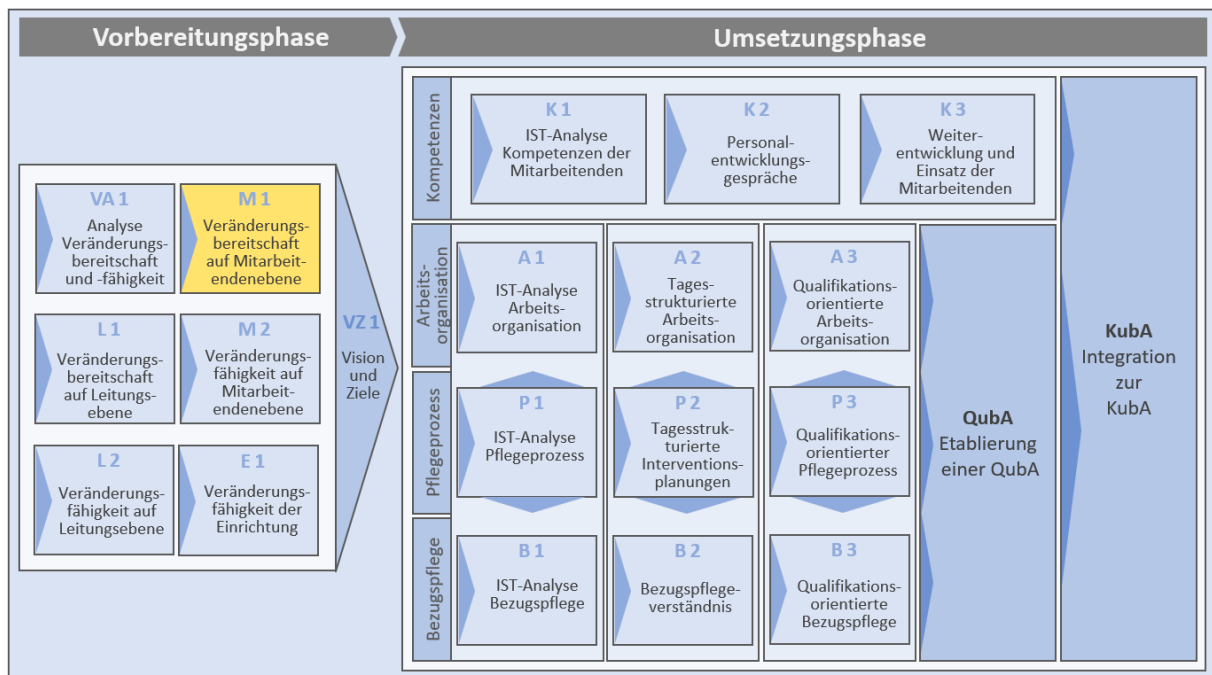 Vorbereitungsphase
Umsetzungsphase
VA 1
Analyse
Veränderungs-
bereitschaft
und -fähigkeit
M 1
Veränderungs-
bereitschaft
auf Mitarbeit-
endenebene
L 1
Veränderungs-
bereitschaft
auf Leitungs-
ebene
M 2
Veränderungs-
fähigkeit auf
Mitarbeit-
endenebene
L 2
Veränderungs-
fähigkeit auf
Leitungsebene
E 1
Veränderungs-
fähigkeit der
Einrichtung
VZ 1
Vision
und
Ziele
Kompetenzen
K 1
IST-Analyse
Kompetenzen der
Mitarbeitenden
K 2
Personal-
entwicklungs-
gespräche
K 3
Weiter-
entwicklung und
Einsatz der
Mitarbeitenden
Arbeits-
organisation
A 1
IST-Analyse
Arbeits-
organisation
A 2
Tages-
strukturierte
Arbeits-
organisation
A 3
Qualifikations-
orientierte
Arbeits-
organisation
Pflegeprozess
P 1
IST-Analyse
Pflegeprozess
P 2
Tagesstruk-
turierte
Interventions-
planungen
P 3
Qualifikations-
orientierter
Pflegeprozess
Bezugspflege
B 1
IST-Analyse
Bezugspflege
B 2
Bezugspflege-
verständnis
B 3
Qualifikations-
orientierte
Bezugspflege
QubA
Etablierung
einer QubA
KubA
Integration
zur
KubA